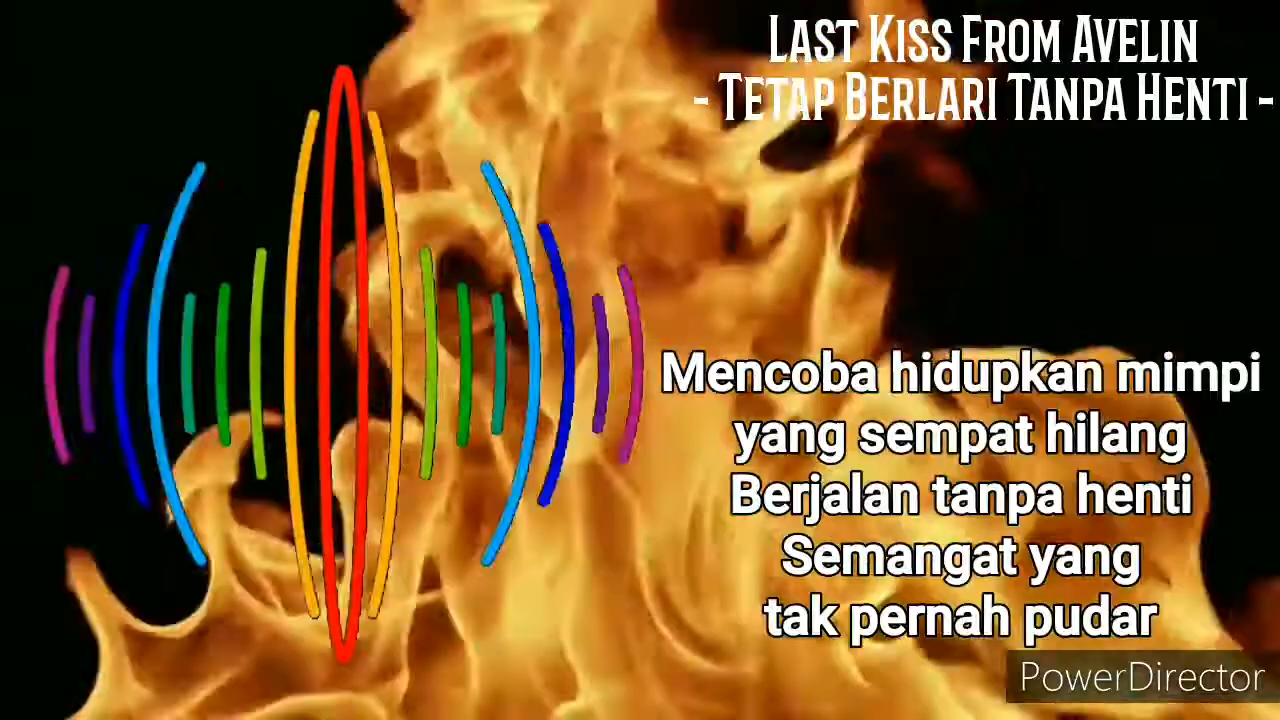 Last Kiss From Avelin
- Tetap Berlari Tanpa Henti -
Mencoba hidupkan mimpi
yang sempat hilang
Berjalan tanpa henti
Semangat yang
tak pernah pudar
PowerDirector